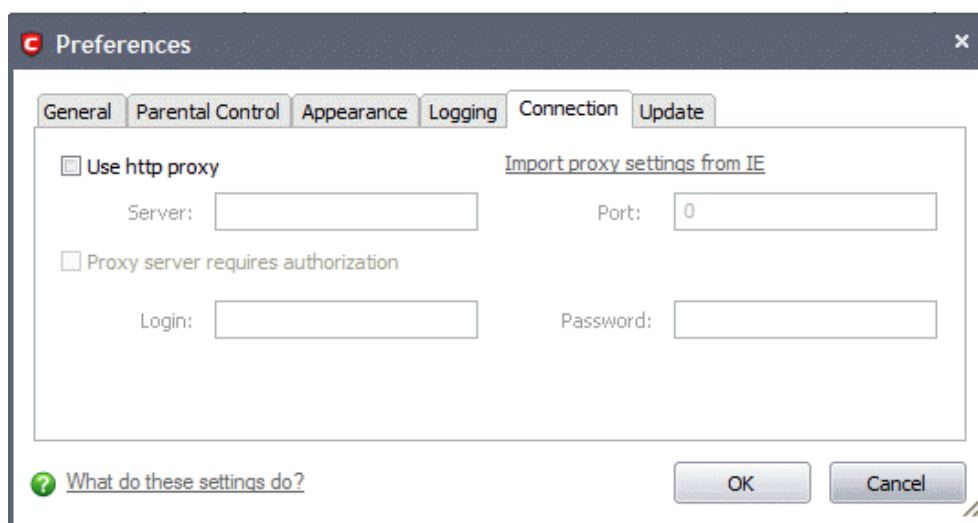 Preferences
General Parental Control Appearance Logging Connection Update
Use http proxy Import proxy settings from IE
Server: Port: 0
Proxy server requires authorization
Login: Password:
What do these settings do? OK Cancel